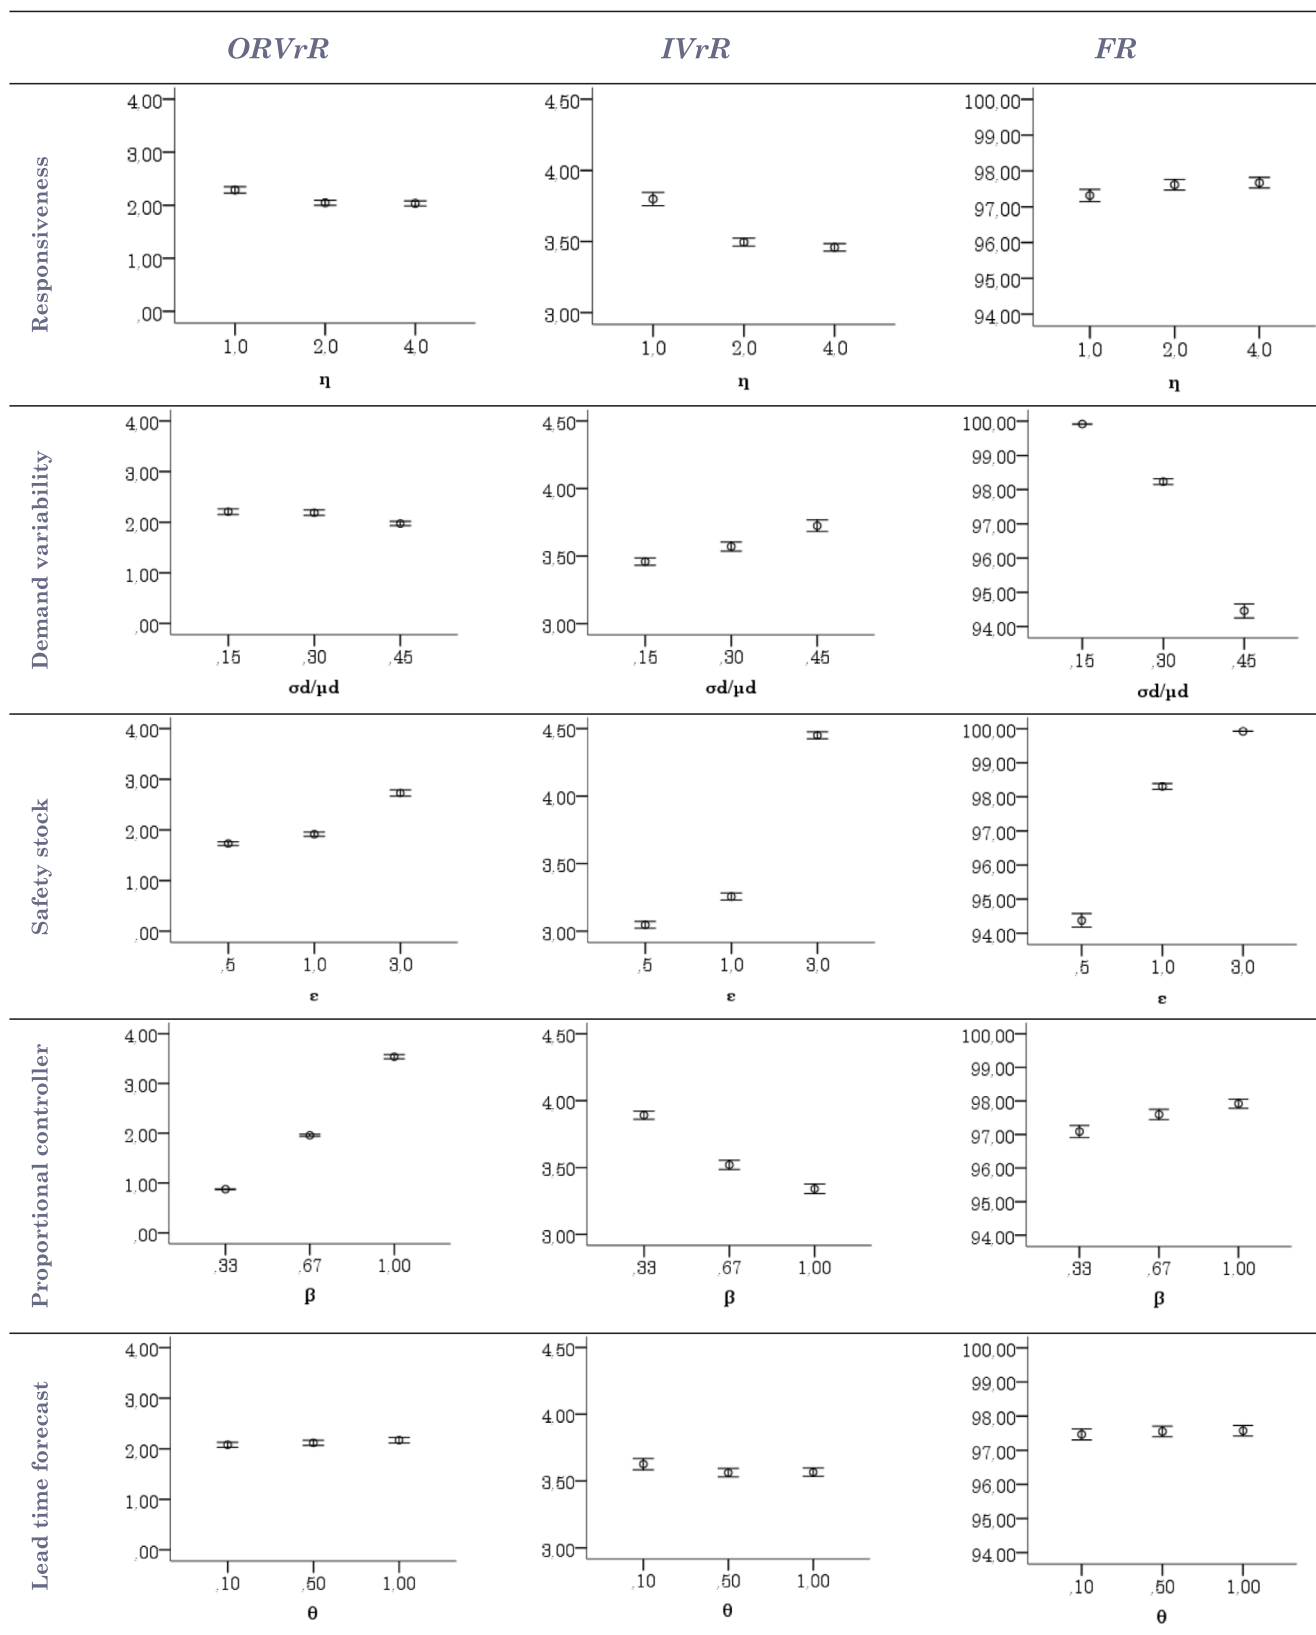 ORVrR IVrR FR
Responsiveness
4,00
3,00
2,00
1,00
,00
1,0 2,0 4,0
η
4,50
4,00
3,50
3,00
1,0 2,0 4,0
η
100,00
99,00
98,00
97,00
96,00
95,00
94,00
1,0 2,0 4,0
η
Demand variability
4,00
3,00
2,00
1,00
,00
,15 ,30 ,45
σd/μd
4,50
4,00
3,50
3,00
,15 ,30 ,45
σd/μd
100,00
99,00
98,00
97,00
96,00
95,00
94,00
,15 ,30 ,45
σd/μd
Safety stock
4,00
3,00
2,00
1,00
,00
,5 1,0 3,0
ε
4,50
4,00
3,50
3,00
,5 1,0 3,0
ε
100,00
99,00
98,00
97,00
96,00
95,00
94,00
,5 1,0 3,0
ε
Proportional controller
4,00
3,00
2,00
1,00
,00
,33 ,67 1,00
β
4,50
4,00
3,50
3,00
,33 ,67 1,00
β
100,00
99,00
98,00
97,00
96,00
95,00
94,00
,33 ,67 1,00
β
Lead time forecast
4,00
3,00
2,00
1,00
,00
,10 ,50 1,00
θ
4,50
4,00
3,50
3,00
,10 ,50 1,00
θ
100,00
99,00
98,00
97,00
96,00
95,00
94,00
,10 ,50 1,00
θ